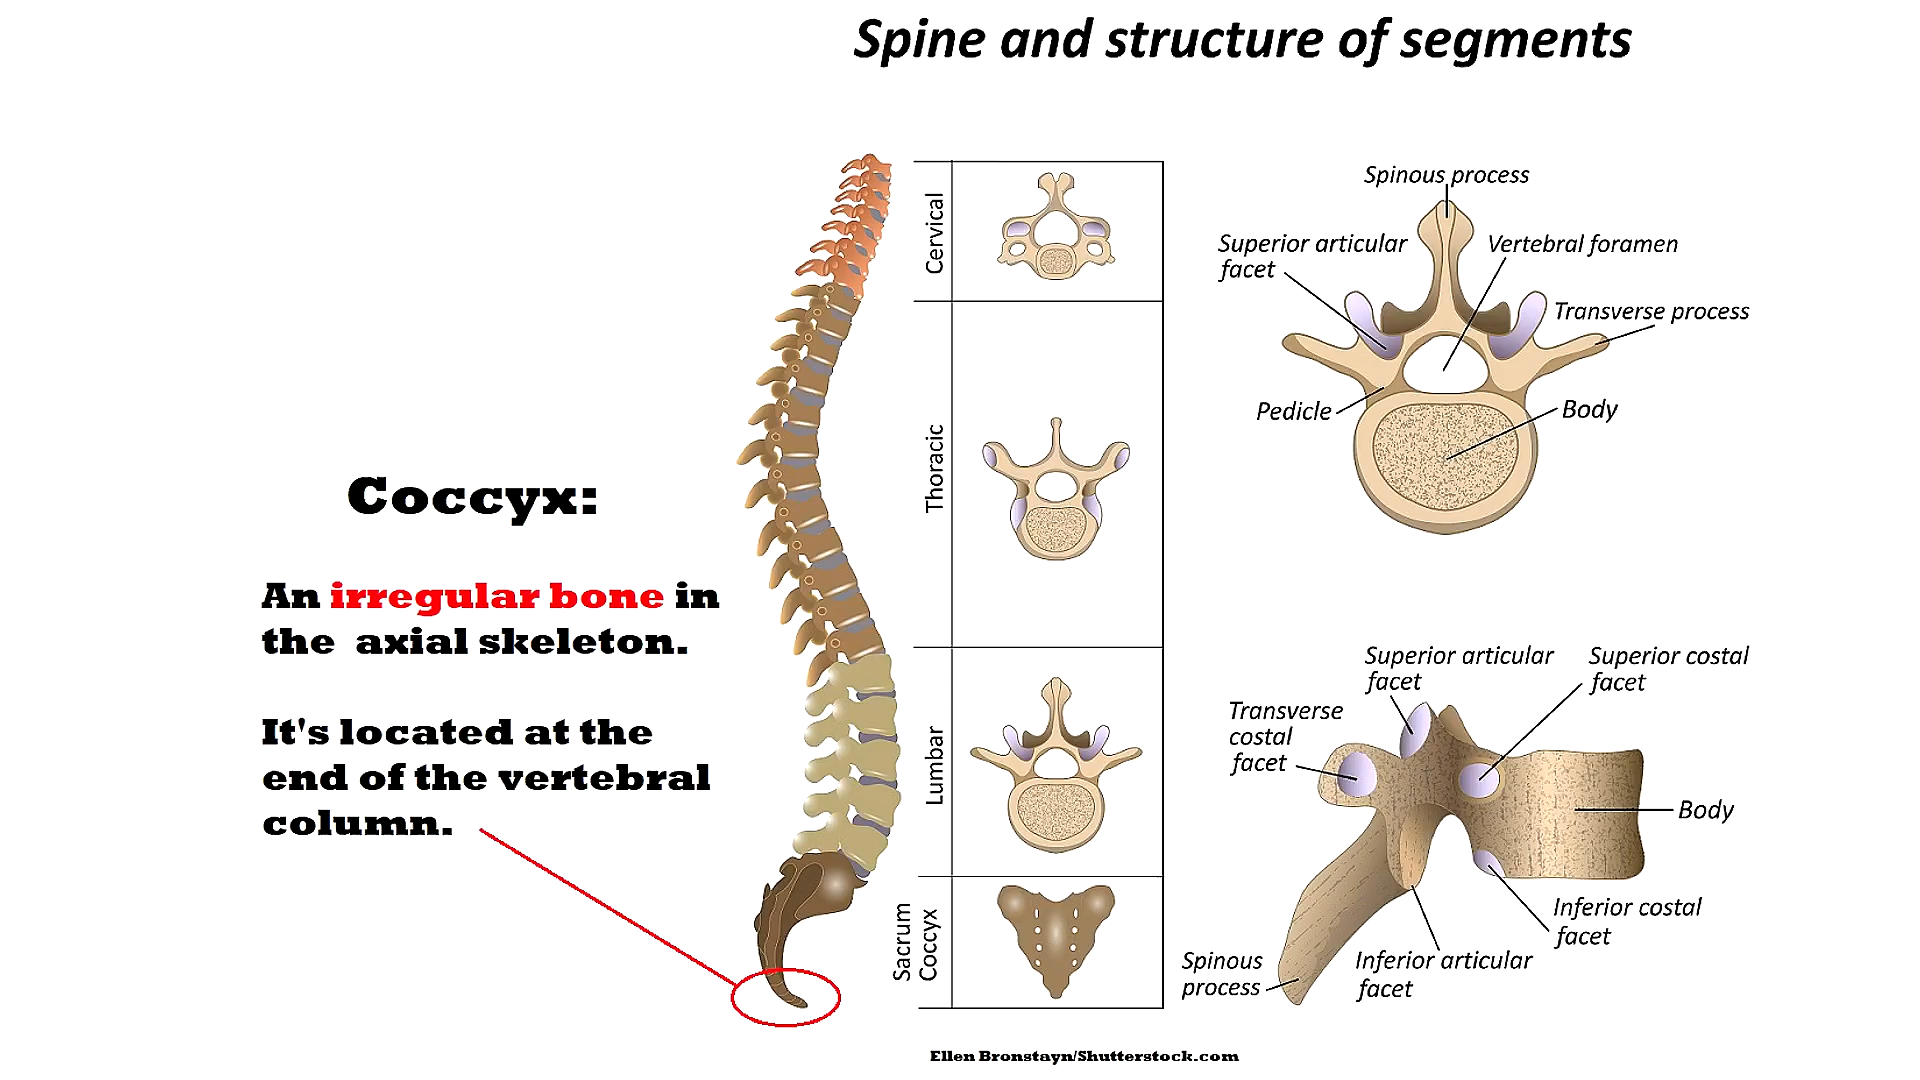 Spine and structure of segments
Coccyx:
An irregular bone in
the axial skeleton.
It's located at the
end of the vertebral
column.
Cervical
Thoracic
Lumbar
Sacrum
Coccyx
Spinous process
Superior articular
facet
Vertebral foramen
Transverse process
Pedicle
Body
Superior articular
facet
Superior costal
facet
Transverse
costal
facet
Body
Inferior costal
facet
Inferior articular
facet
Spinous
process
Ellen Bronstayn/Shutterstock.com